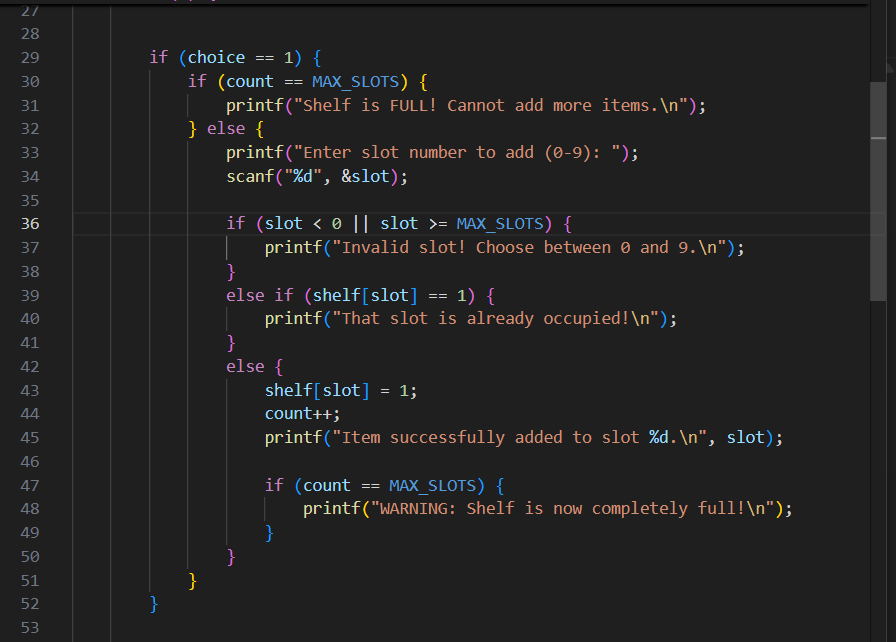 27
28
29 if (choice == 1) {
30 if (count == MAX_SLOTS) {
31 printf("Shelf is FULL! Cannot add more items.\n");
32 } else {
33 printf("Enter slot number to add (0-9): ");
34 scanf("%d", &slot);
35
36 if (slot < 0 || slot >= MAX_SLOTS) {
37 printf("Invalid slot! Choose between 0 and 9.\n");
38 }
39 else if (shelf[slot] == 1) {
40 printf("That slot is already occupied!\n");
41 }
42 else {
43 shelf[slot] = 1;
44 count++;
45 printf("Item successfully added to slot %d.\n", slot);
46
47 if (count == MAX_SLOTS) {
48 printf("WARNING: Shelf is now completely full!\n");
49 }
50 }
51 }
52 }
53